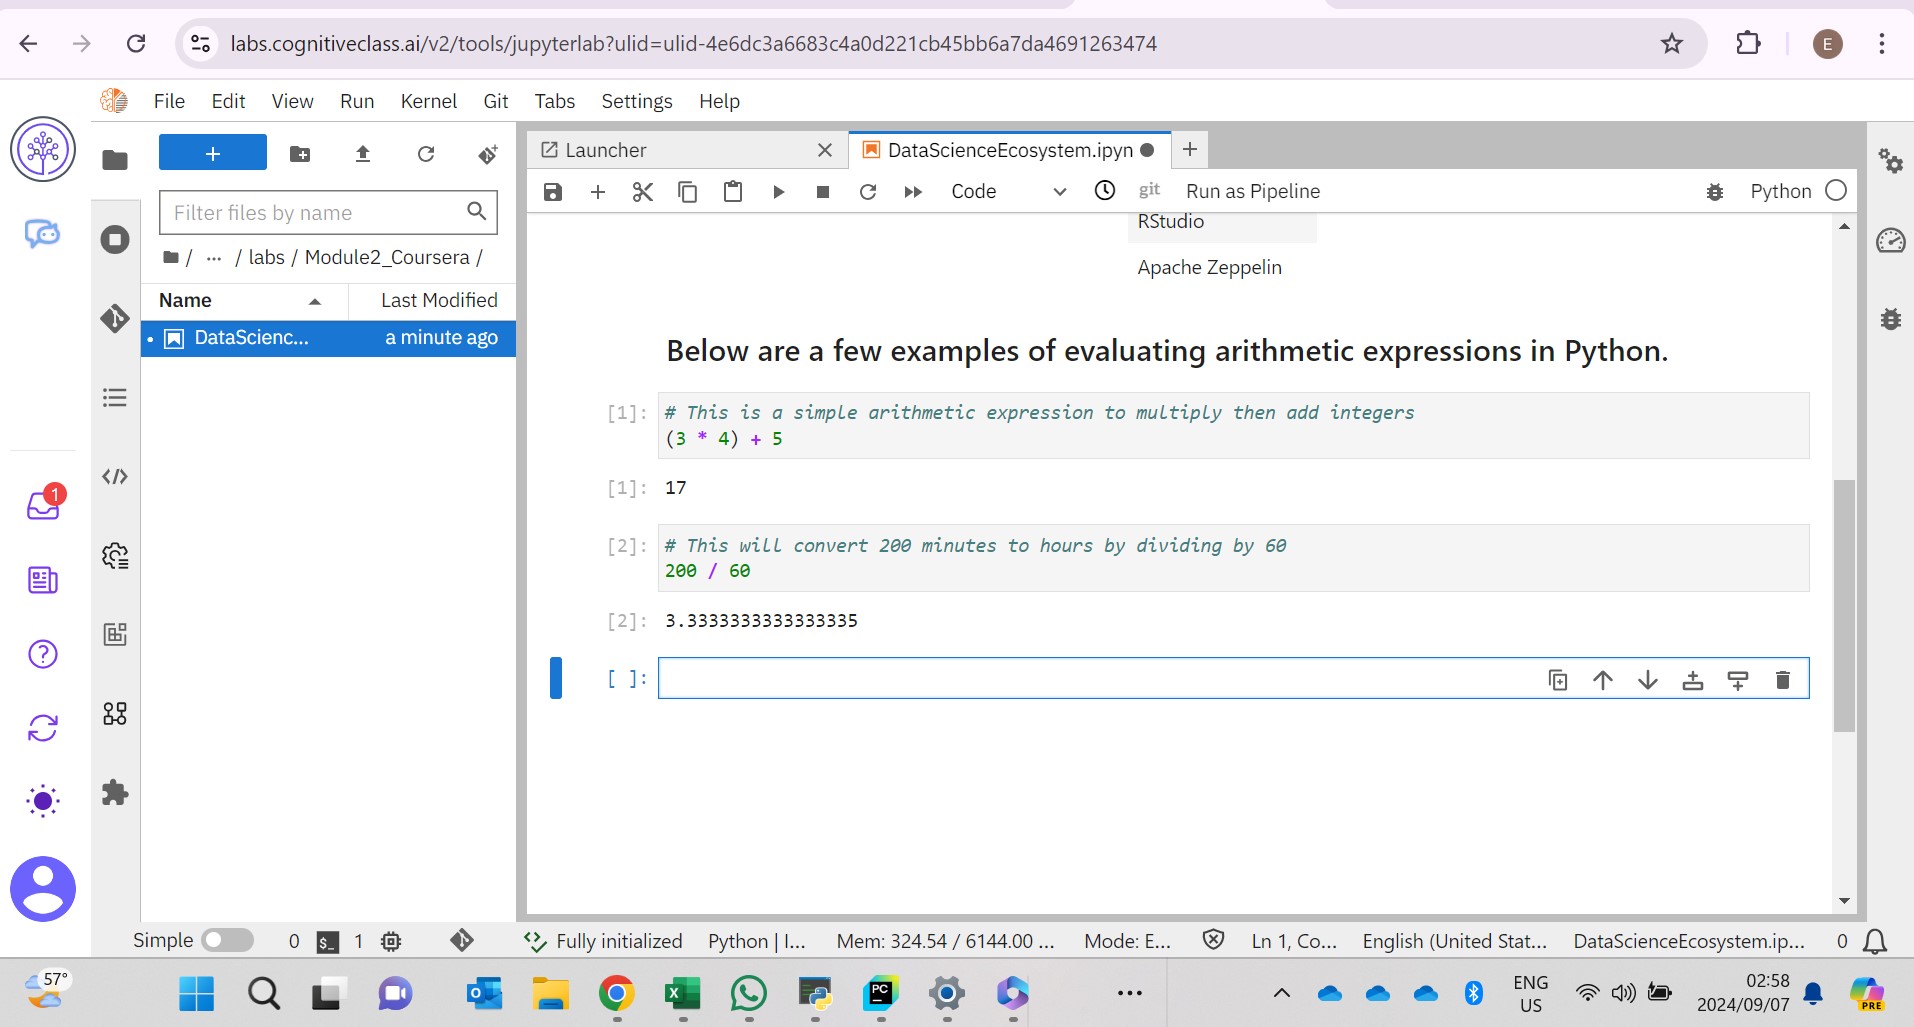 labs.cognitiveclass.ai/v2/tools/jupyterlab?ulid=ulid-4e6dc3a6683c4a0d221cb45bb6a7da4691263474
E
File Edit View Run Kernel Git Tabs Settings Help
+
Launcher
DataScienceEcosystem.ipyn
Filter files by name
Code
git
Run as Pipeline
Python
/ ... / labs / Module2_Coursera /
Name
Last Modified
DataScienc...
a minute ago
RStudio
Apache Zeppelin
Below are a few examples of evaluating arithmetic expressions in Python.
[1]: # This is a simple arithmetic expression to multiply then add integers
(3 * 4) + 5
[1]: 17
[2]: # This will convert 200 minutes to hours by dividing by 60
200 / 60
[2]: 3.3333333333333335
[ ]:
1
Simple 0 $_ 1 Fully initialized Python | I... Mem: 324.54 / 6144.00 ... Mode: E... Ln 1, Co... English (United Stat... DataScienceEcosystem.ip... 0
57°
PC
ENG
US
02:58
2024/09/07
PRE